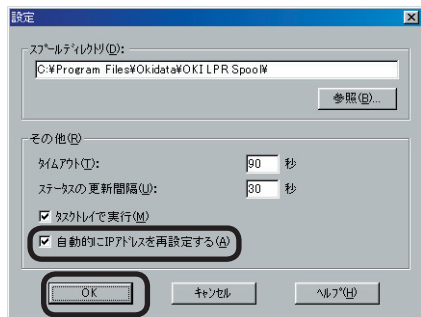 設定
ｽﾌﾟｰﾙﾃﾞｨﾚｸﾄﾘ(D):
C:¥Program Files¥Okidata¥OKI LPR Spool¥
参照(B)...
その他(R)
ﾀｲﾑｱｳﾄ(T): 90 秒
ｽﾃｰﾀｽの更新間隔(U): 30 秒
ﾀｽｸﾄﾚｲで実行(M)
自動的にIPｱﾄﾞﾚｽを再設定する(A)
OK ｷｬﾝｾﾙ ﾍﾙﾌﾟ(H)